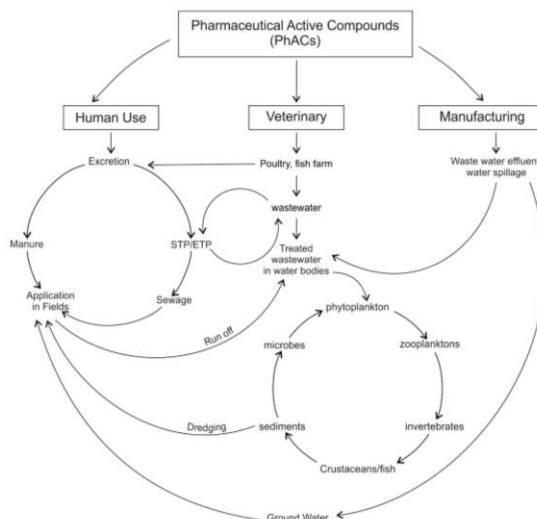 Pharmaceutical Active Compounds
(PhACs)
Human Use
Veterinary
Manufacturing
Excretion
Poultry, fish farm
Waste water effluent
water spillage
wastewater
Manure
STP/ETP
Treated
wastewater
in water bodies
Application
in Fields
Sewage
phytoplankton
Run off
microbes
zooplanktons
Dredging
sediments
invertebrates
Crustaceans/fish
Ground Water